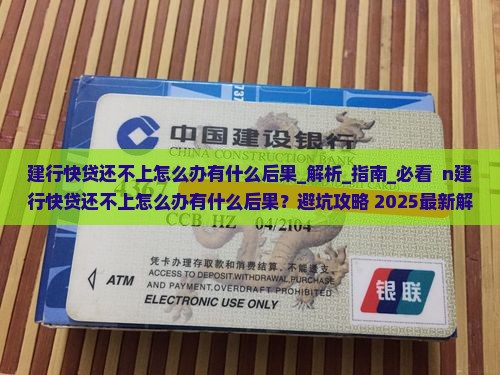 737
中国建设银行
CHINA CONSTRUCTION BANK
建行快贷还不上怎么办有什么后果_解析_指南_必看 n建
行快贷还不上怎么办有什么后果？避坑攻略 2025最新解
4367
CCB HZ 04/2104
凭卡办理存取款和消费结算，不能透支。
ACCESS TO DEPOSIT, WITHDRAWAL, PURCHASE
AND PAYMENT. OVERDRAFT PROHIBITED.
ATM
ELECTRONIC USE ONLY
银联